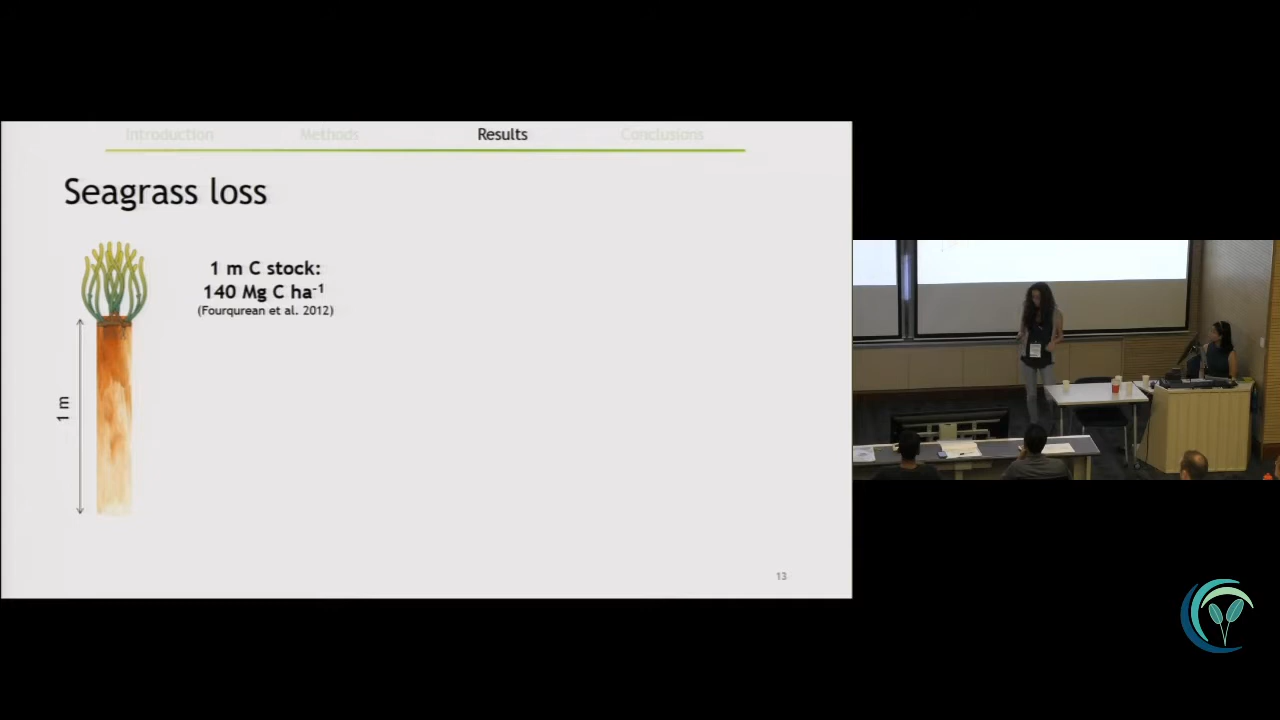 Introduction
Methods
Results
Conclusions
Seagrass loss
1 m C stock:
140 Mg C ha⁻¹
(Fourqurean et al. 2012)
1 m
13